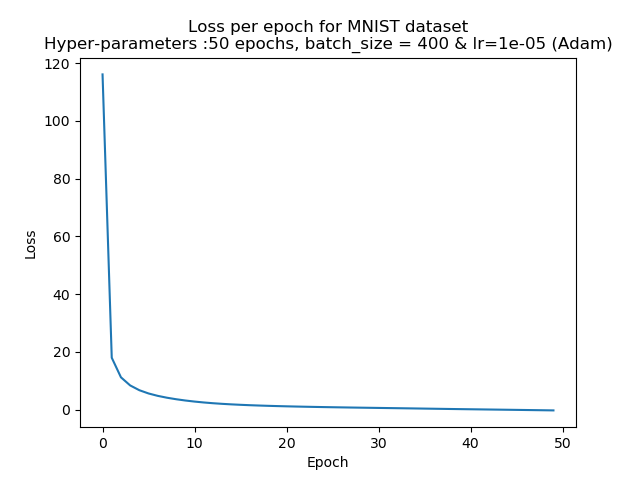 Loss per epoch for MNIST dataset
Hyper-parameters :50 epochs, batch_size = 400 & lr=1e-05 (Adam)
120
100
80
60
40
20
0
Loss
0 10 20 30 40 50
Epoch